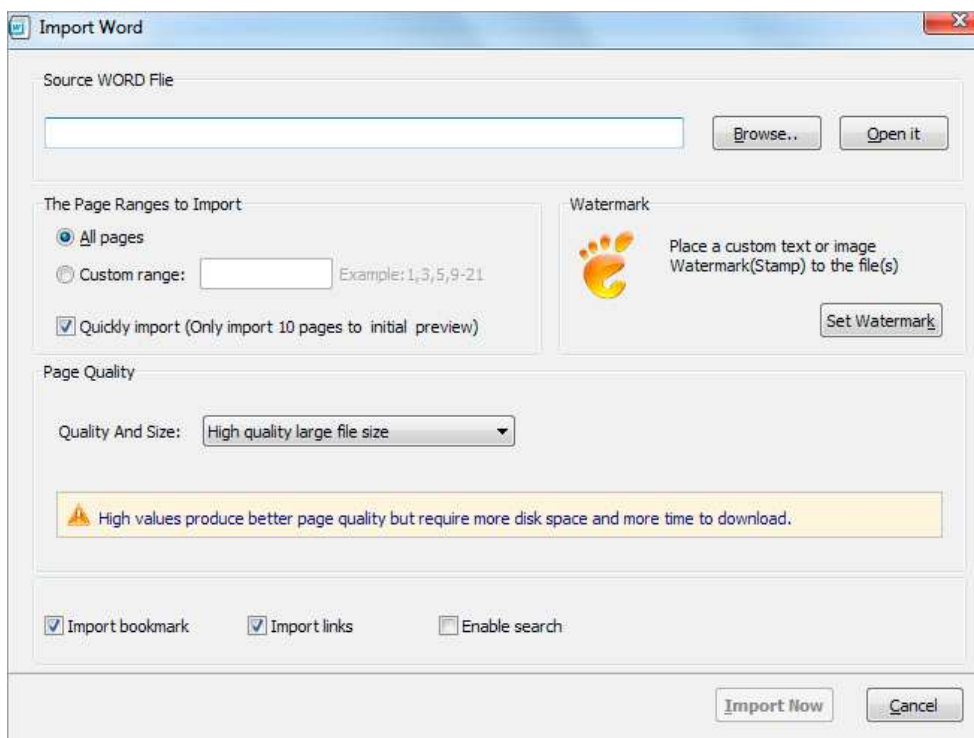 Import Word
Source WORD Flie
Browse..
Open it
The Page Ranges to Import
All pages
Custom range:
Example:1,3,5,9-21
Quickly import (Only import 10 pages to initial preview)
Watermark
Place a custom text or image
Watermark(Stamp) to the file(s)
Set Watermark
Page Quality
Quality And Size:
High quality large file size
High values produce better page quality but require more disk space and more time to download.
Import bookmark
Import links
Enable search
Import Now
Cancel